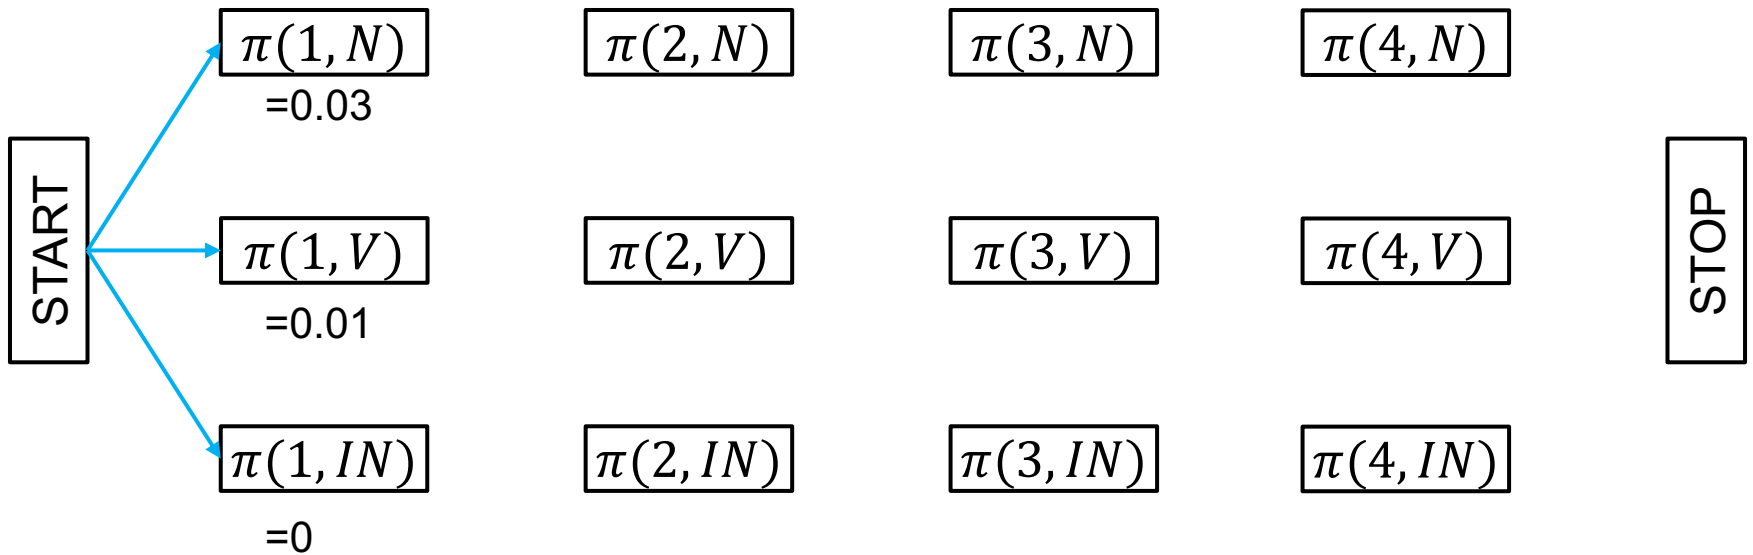 π(1, N) π(2, N) π(3, N) π(4, N)
=0.03
START
π(1, V) π(2, V) π(3, V) π(4, V)
STOP
=0.01
π(1, IN) π(2, IN) π(3, IN) π(4, IN)
=0